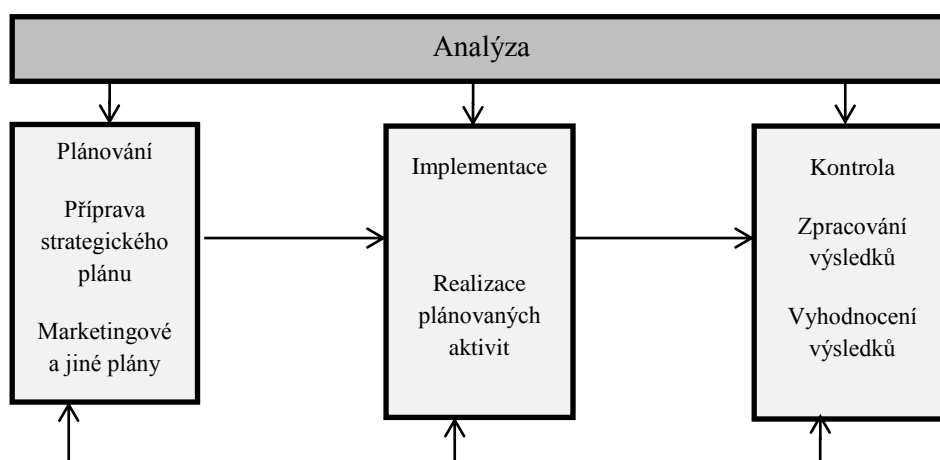 Analýza
Plánování
Příprava
strategického
plánu
Marketingové
a jiné plány
Implementace
Realizace
plánovaných
aktivit
Kontrola
Zpracování
výsledků
Vyhodnocení
výsledků